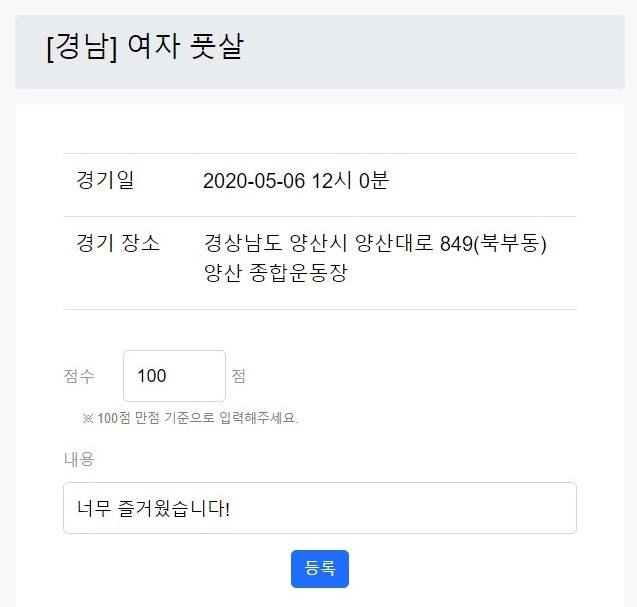 [경남] 여자 풋살
경기일 2020-05-06 12시 0분
경기 장소 경상남도 양산시 양산대로 849(북부동)
양산 종합운동장
점수 100 점
※ 100점 만점 기준으로 입력해주세요.
내용
너무 즐거웠습니다!
등록